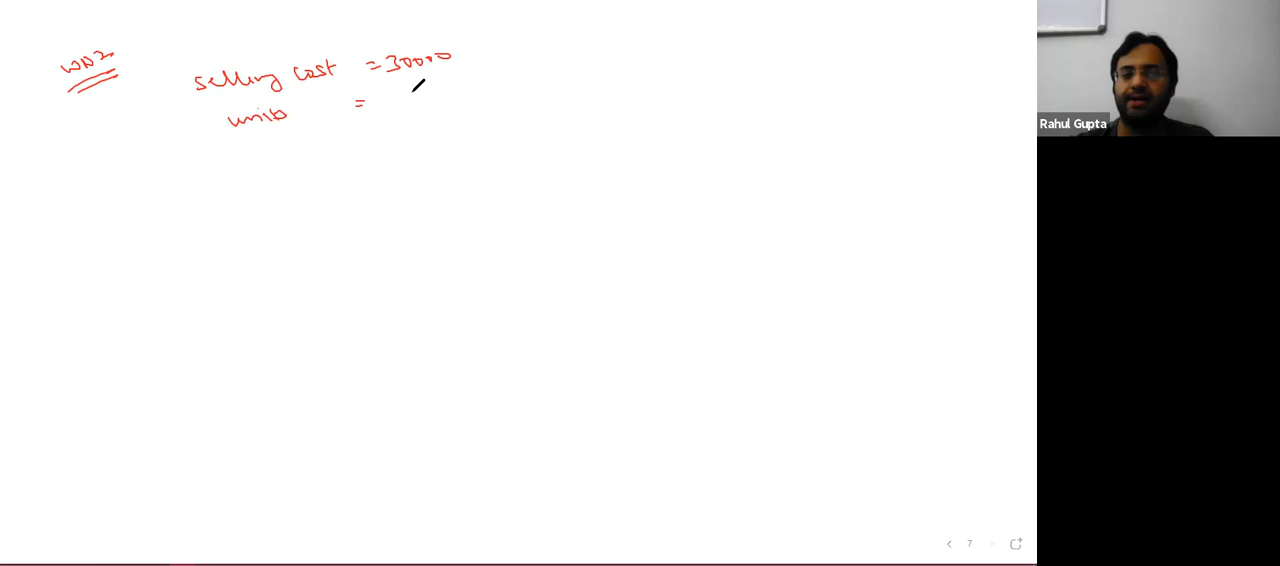 WN2
selling cost = 30000
units =
Rahul Gupta
7